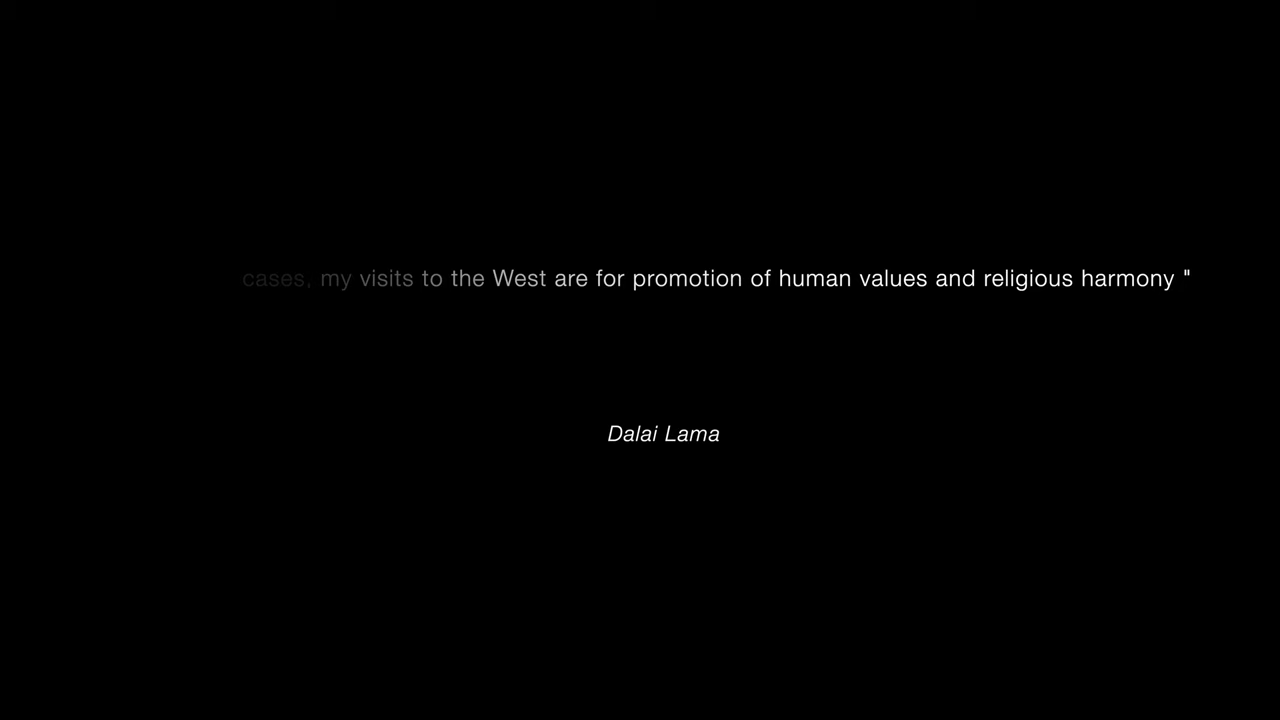 cases, my visits to the West are for promotion of human values and religious harmony "
Dalai Lama